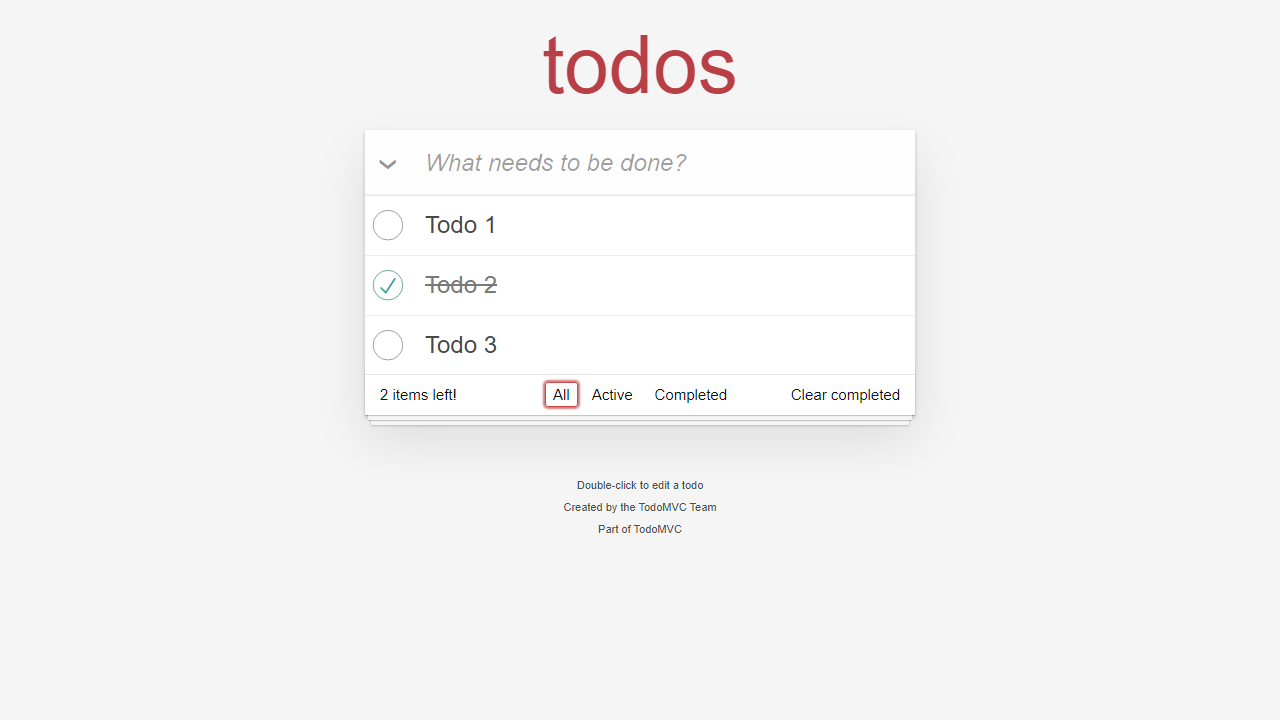 todos
What needs to be done?
Todo 1
Todo 2
Todo 3
2 items left! All Active Completed Clear completed
Double-click to edit a todo
Created by the TodoMVC Team
Part of TodoMVC